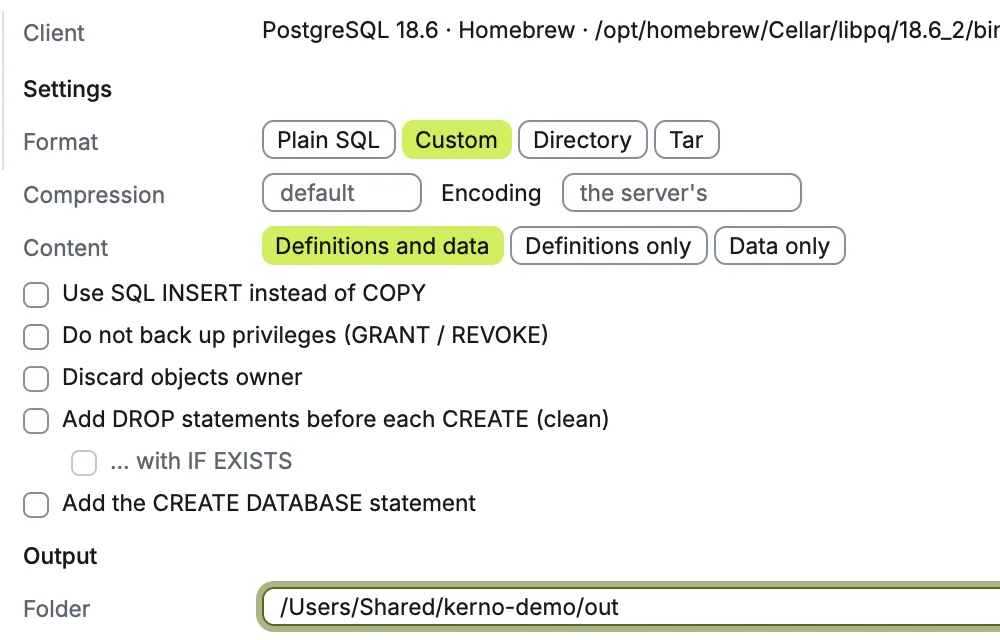 Client PostgreSQL 18.6 · Homebrew · /opt/homebrew/Cellar/libpq/18.6_2/bin
Settings
Format Plain SQL Custom Directory Tar
Compression default Encoding the server's
Content Definitions and data Definitions only Data only
Use SQL INSERT instead of COPY
Do not back up privileges (GRANT / REVOKE)
Discard objects owner
Add DROP statements before each CREATE (clean)
... with IF EXISTS
Add the CREATE DATABASE statement
Output
Folder /Users/Shared/kerno-demo/out